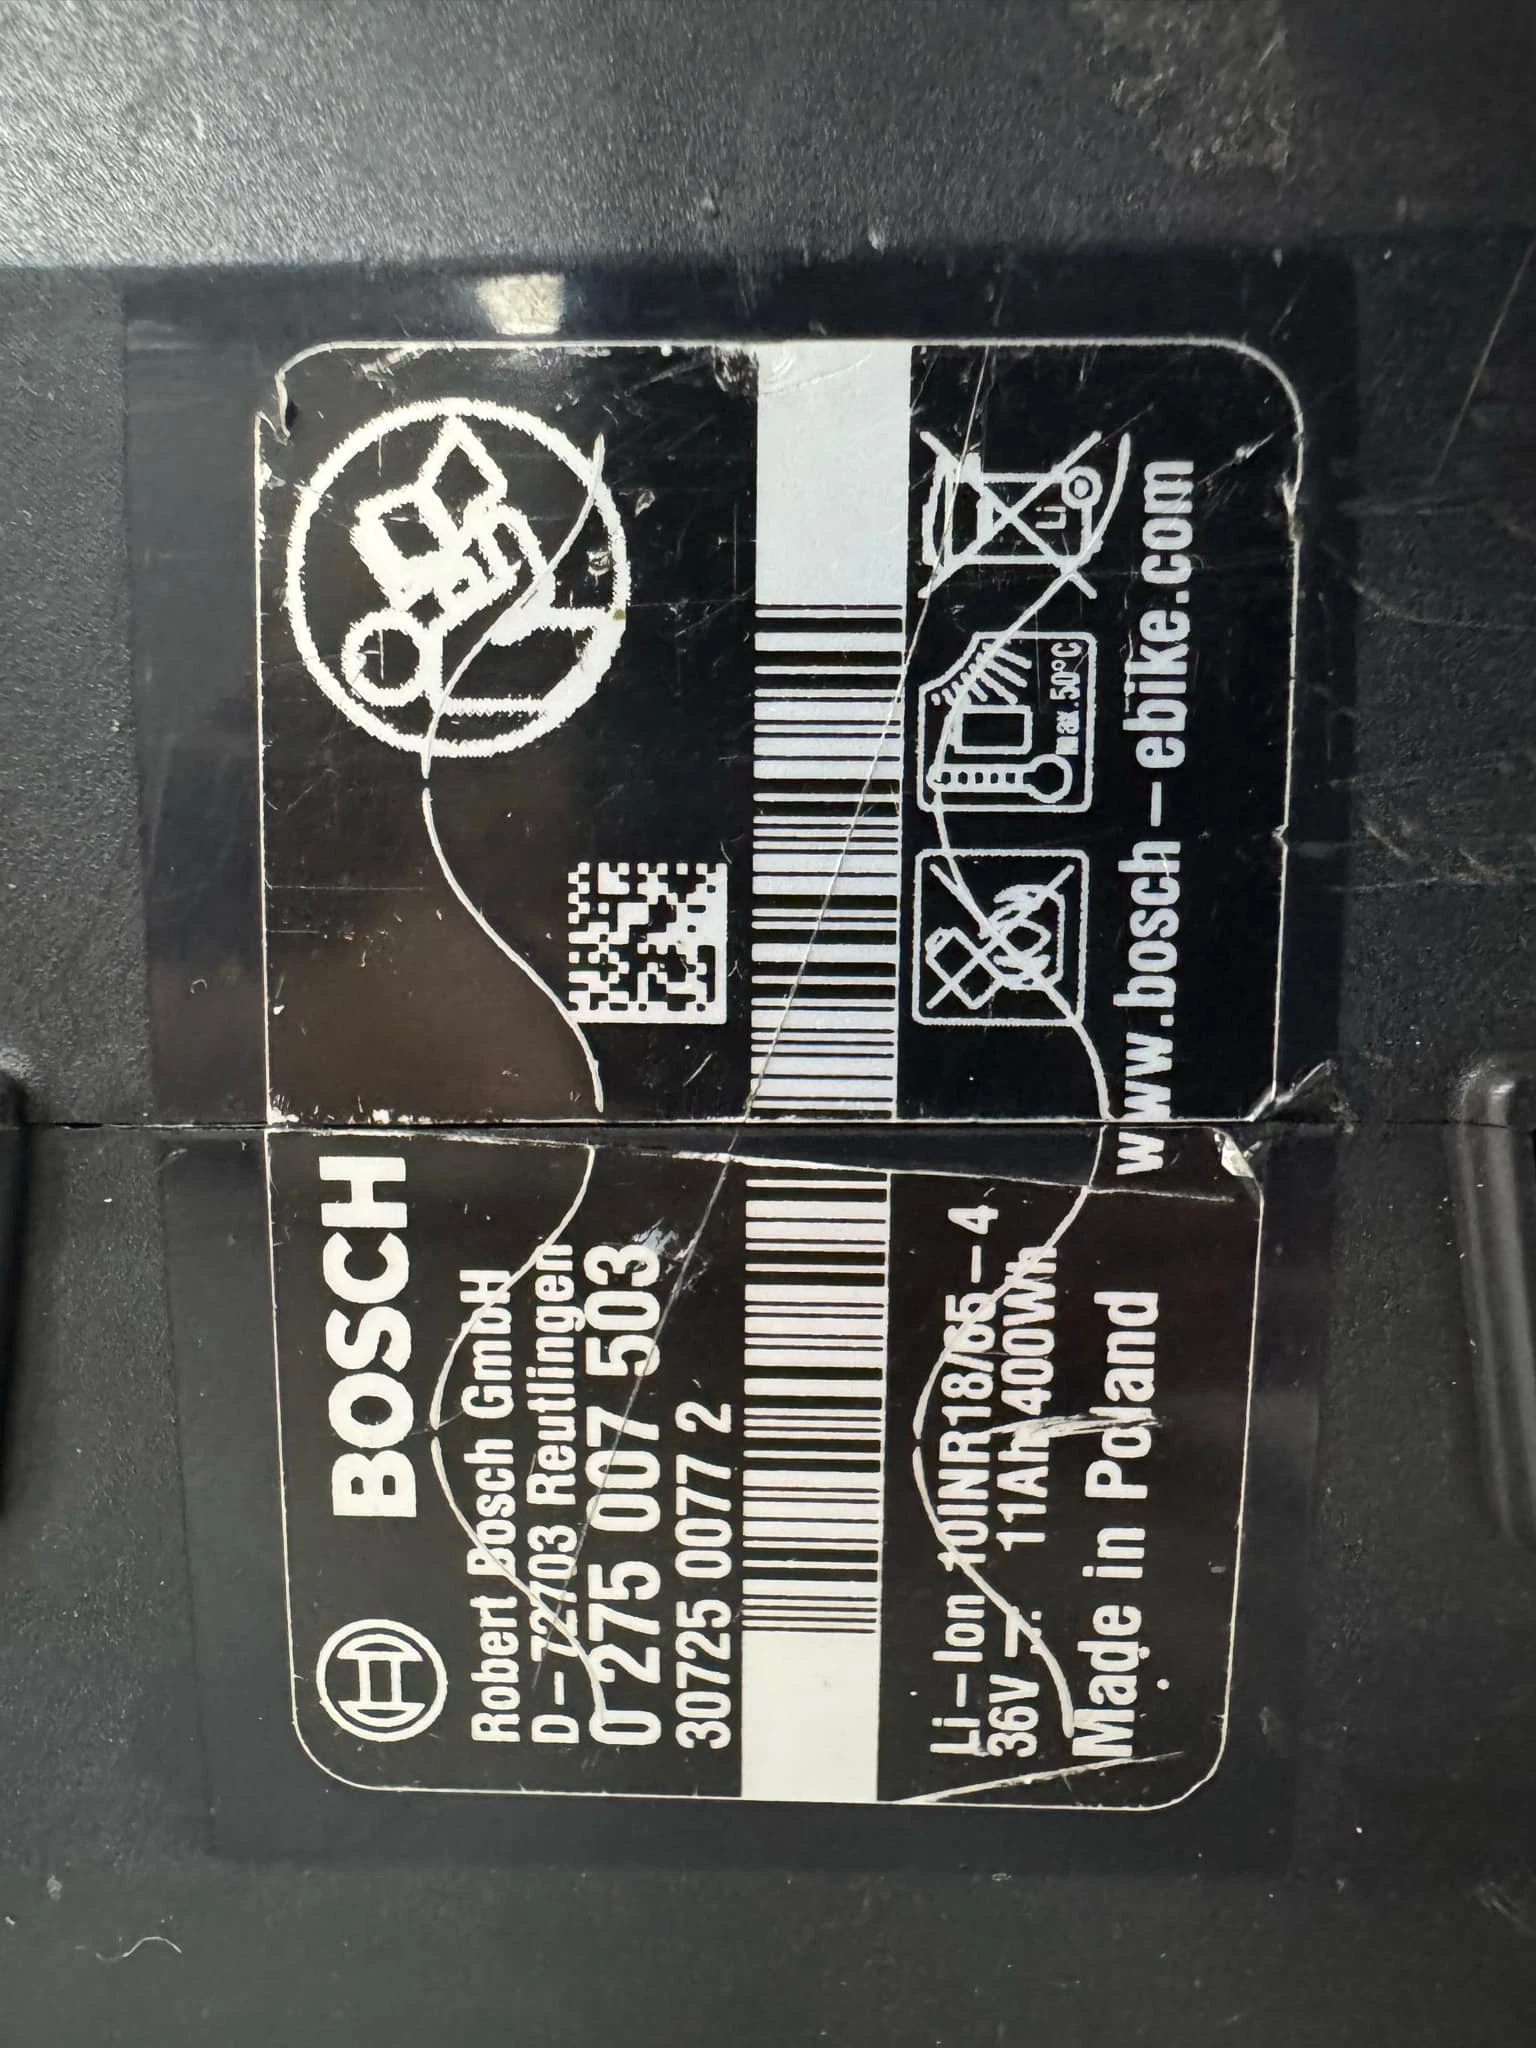 BOSCH
Robert Bosch GmbH
D-72703 Reutlingen
0 275 007 503
30725 0077 2
Li-Ion 10INR18/65-4
36V 11Ah 400Wh
Made in Poland
max. 50°C
Li
www.bosch-ebike.com